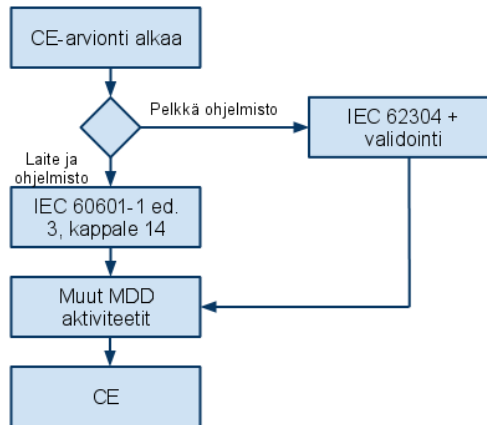 CE-arvionti alkaa
Pelkkä ohjelmisto
IEC 62304 +
validointi
Laite ja
ohjelmisto
IEC 60601-1 ed.
3, kappale 14
Muut MDD
aktiviteetit
CE